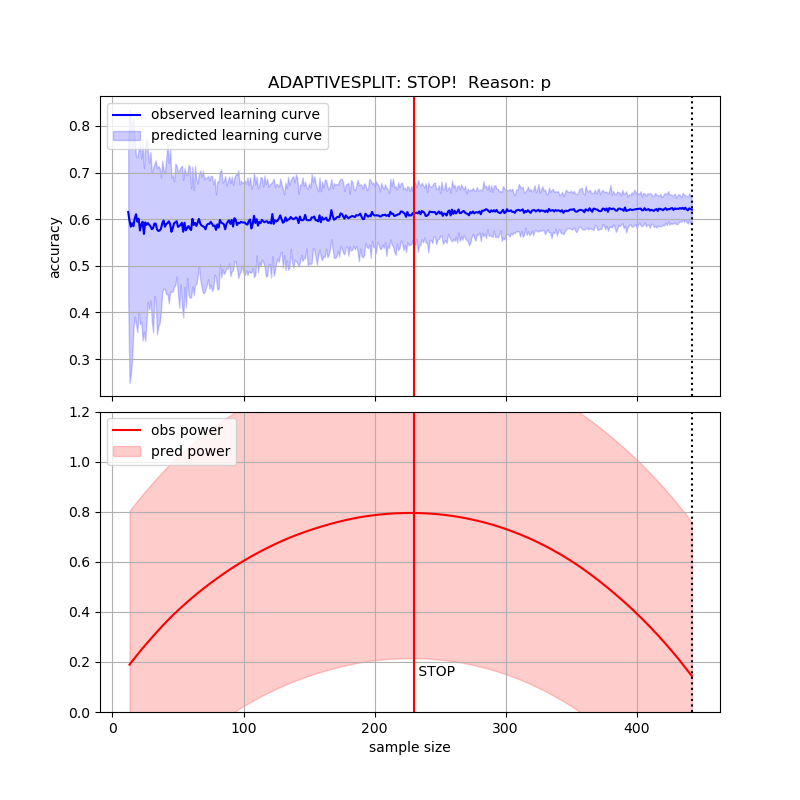 ADAPTIVESPLIT: STOP!  Reason: p
observed learning curve
predicted learning curve
0.8
0.7
0.6
0.5
0.4
0.3
accuracy
obs power
pred power
1.2
1.0
0.8
0.6
0.4
0.2
0.0
STOP
0
100
200
300
400
sample size